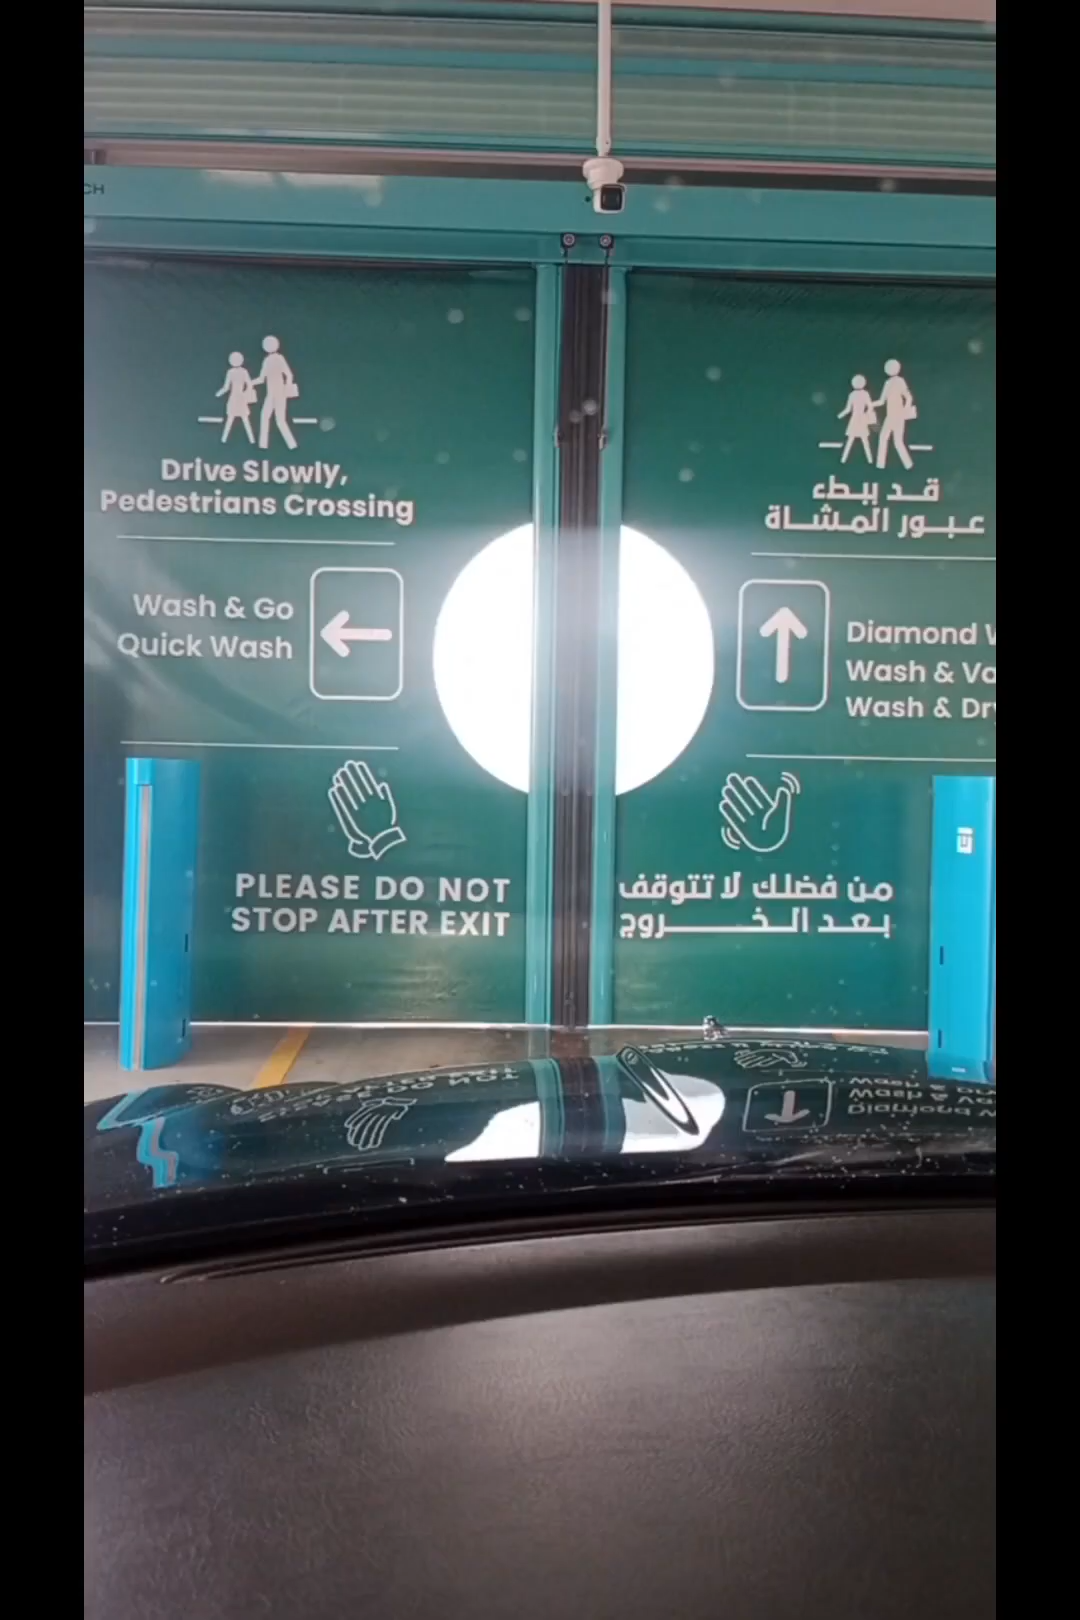 CH
Drive Slowly,
Pedestrians Crossing
Wash & Go
Quick Wash
PLEASE DO NOT
STOP AFTER EXIT
قد ببطء
عبور المشاة
Diamond
Wash &
Wash &
من فضلك لا تتوقف
بعد الخروج